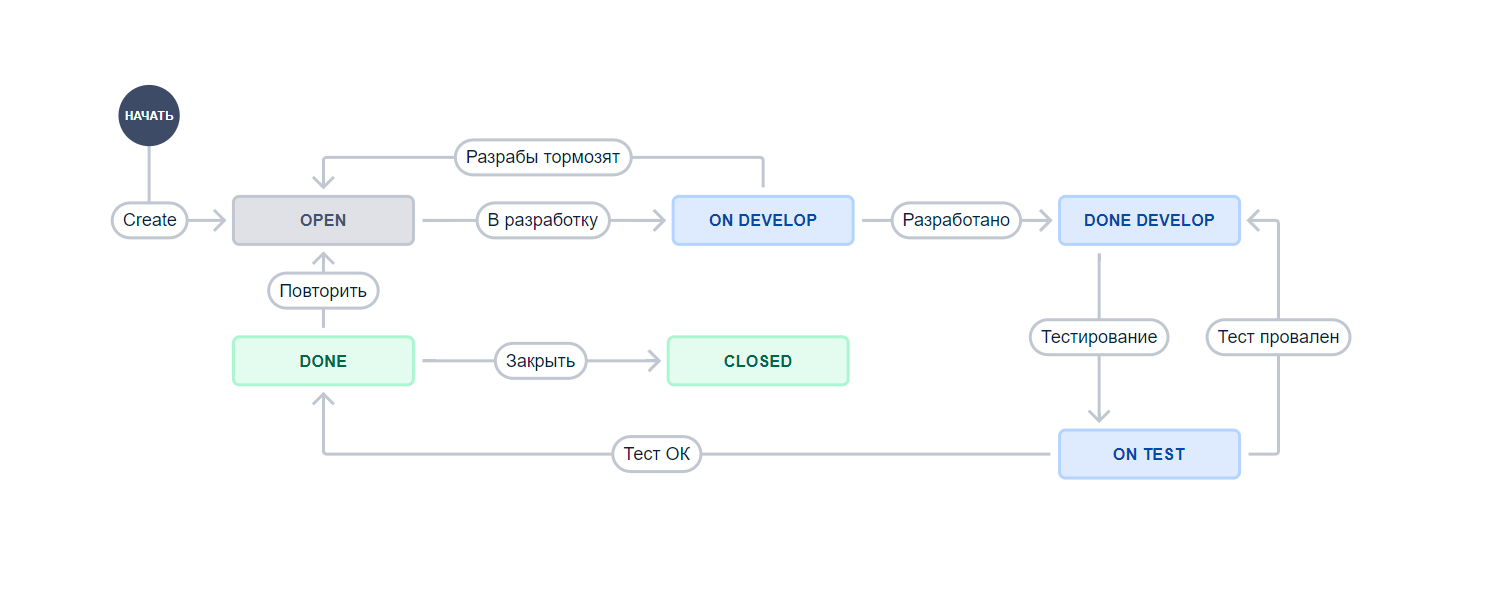 НАЧАТЬ
Разрабы тормозят
Create
OPEN
В разработку
ON DEVELOP
Разработано
DONE DEVELOP
Повторить
Тестирование
Тест провален
DONE
Закрыть
CLOSED
Тест ОК
ON TEST